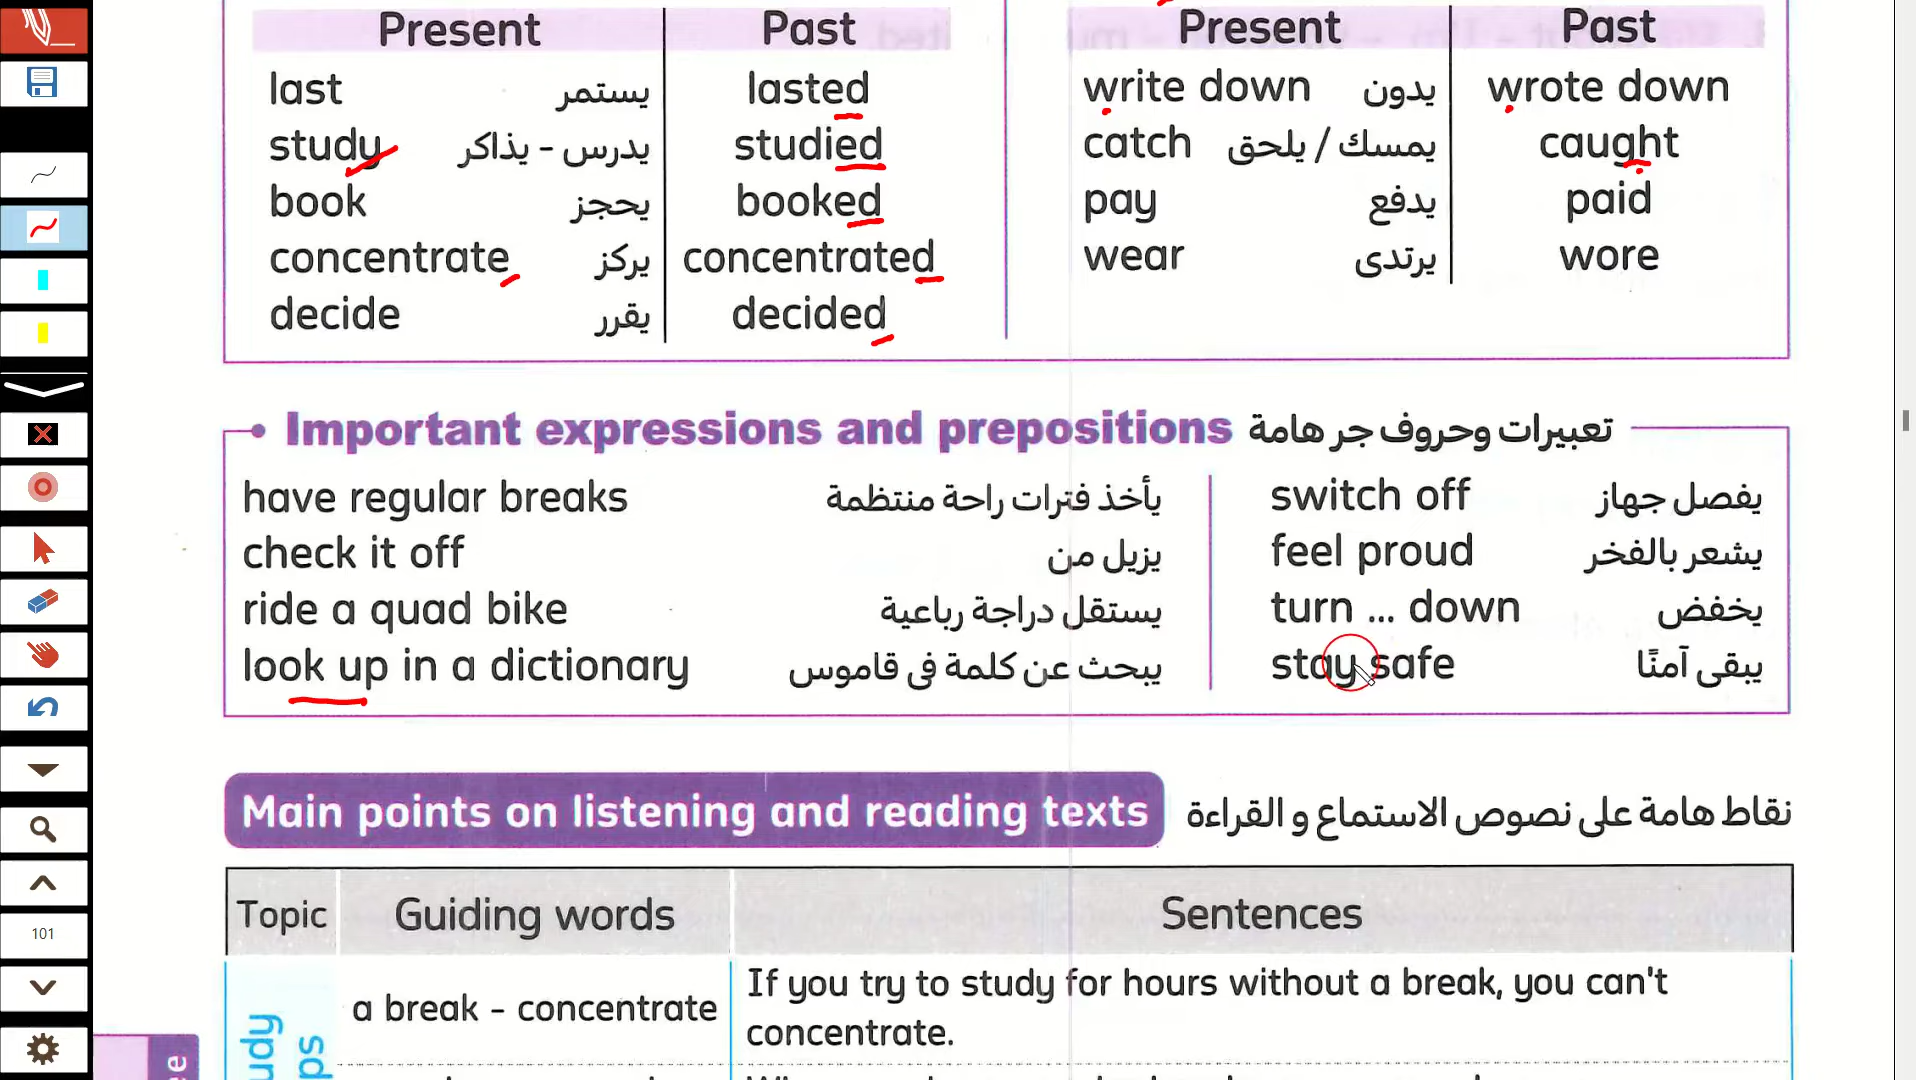 Present Past
last يستمر lasted
study يدرس - يذاكر studied
book يحجز booked
concentrate يركز concentrated
decide يقرر decided
Present Past
write down يدون wrote down
catch يمسك / يلحق caught
pay يدفع paid
wear يرتدى wore
Important expressions and prepositions تعبيرات وحروف جر هامة
have regular breaks يأخذ فترات راحة منتظمة
check it off يزيل من
ride a quad bike يستقل دراجة رباعية
look up in a dictionary يبحث عن كلمة فى قاموس
switch off يفصل جهاز
feel proud يشعر بالفخر
turn ... down يخفض
stay safe يبقى آمنًا
Main points on listening and reading texts نقاط هامة على نصوص الاستماع و القراءة
Topic Guiding words Sentences
a break - concentrate
If you try to study for hours without a break, you can't
concentrate.
101